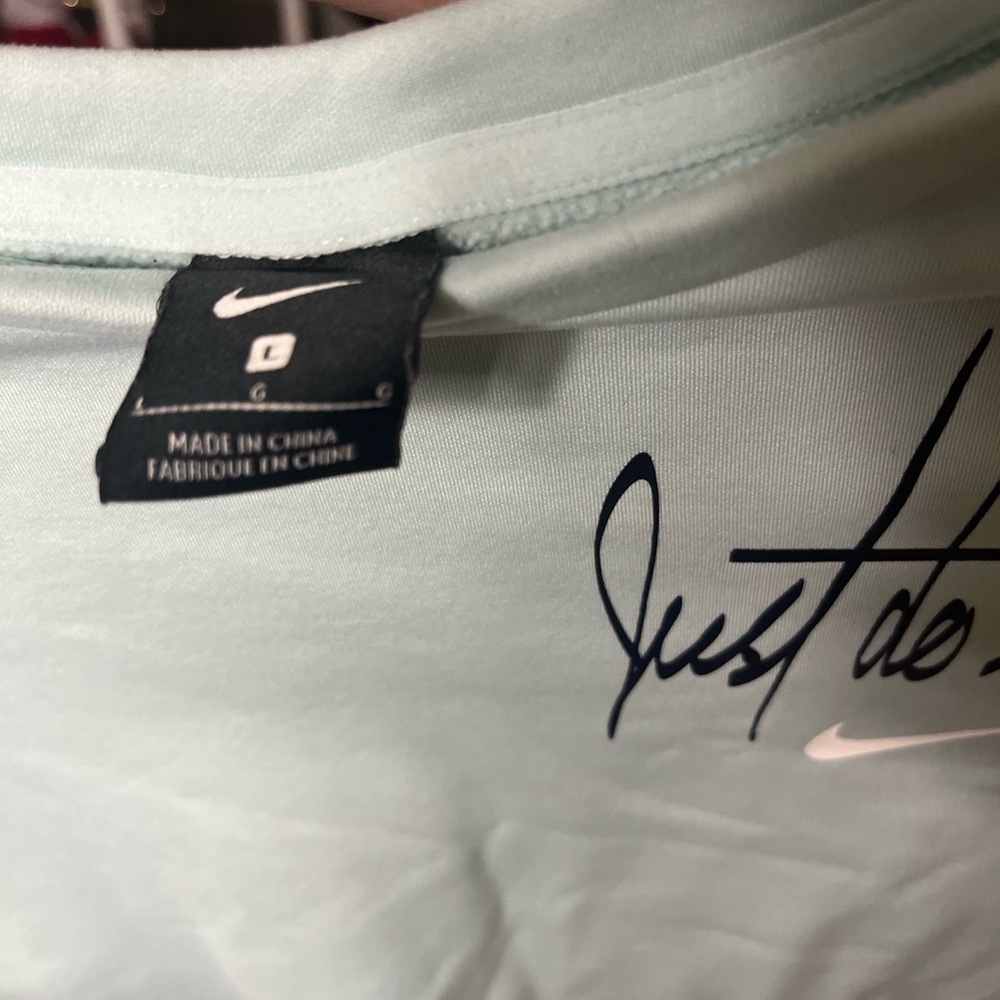 L
L G G
MADE IN CHINA
FABRIQUE EN CHINE
Just do